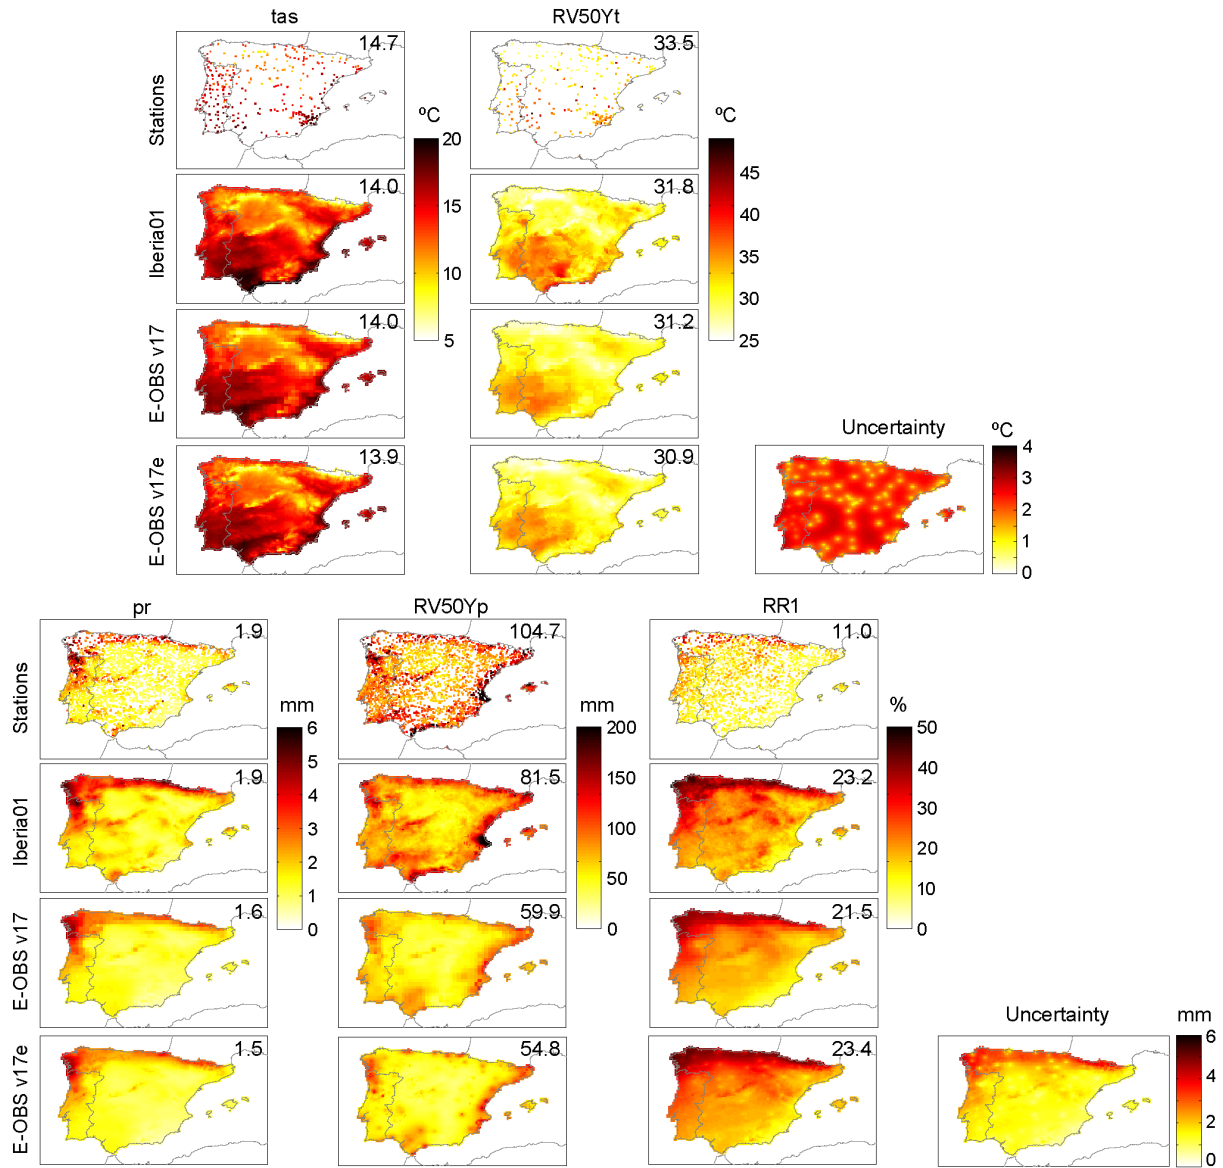 tas
RV50Yt
Stations
14.7
33.5
ºC
20
15
10
5
ºC
45
40
35
30
25
Iberia01
14.0
31.8
E-OBS v17
14.0
31.2
E-OBS v17e
13.9
30.9
Uncertainty
ºC
4
3
2
1
0
pr
RV50Yp
RR1
Stations
1.9
104.7
11.0
mm
6
5
4
3
2
1
0
mm
200
150
100
50
0
%
50
40
30
20
10
0
Iberia01
1.9
81.5
23.2
E-OBS v17
1.6
59.9
21.5
E-OBS v17e
1.5
54.8
23.4
Uncertainty
mm
6
4
2
0